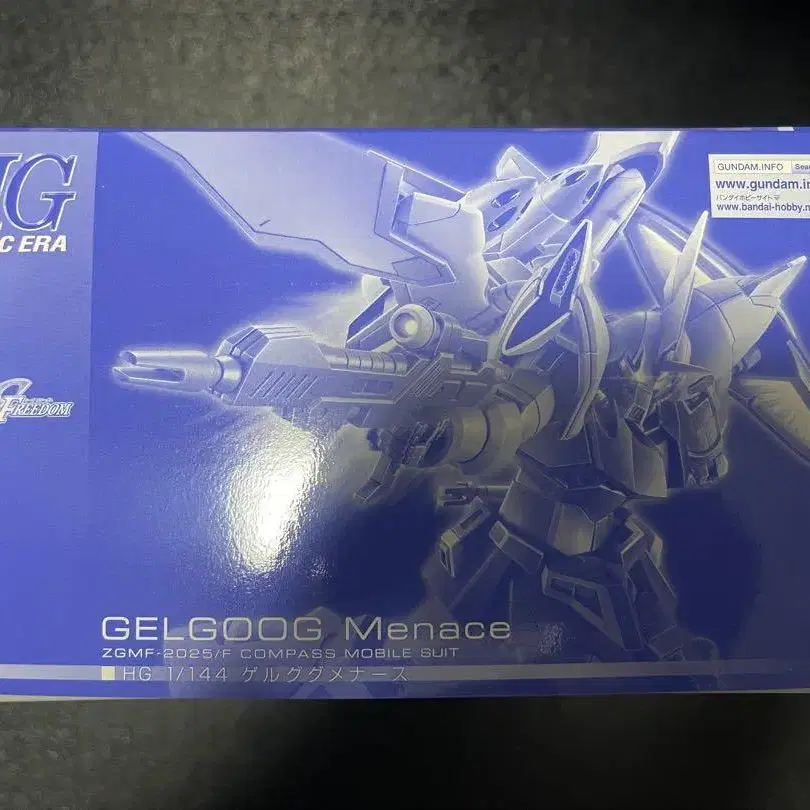 HG
C ERA
FREEDOM
GUNDAM.INFO Sea
www.gundam.in
バンダイホビーサイト
www.bandai-hobby.n
GELGOOG Menace
ZGMF-2025/F COMPASS MOBILE SUIT
HG 1/144 ゲルググメナース